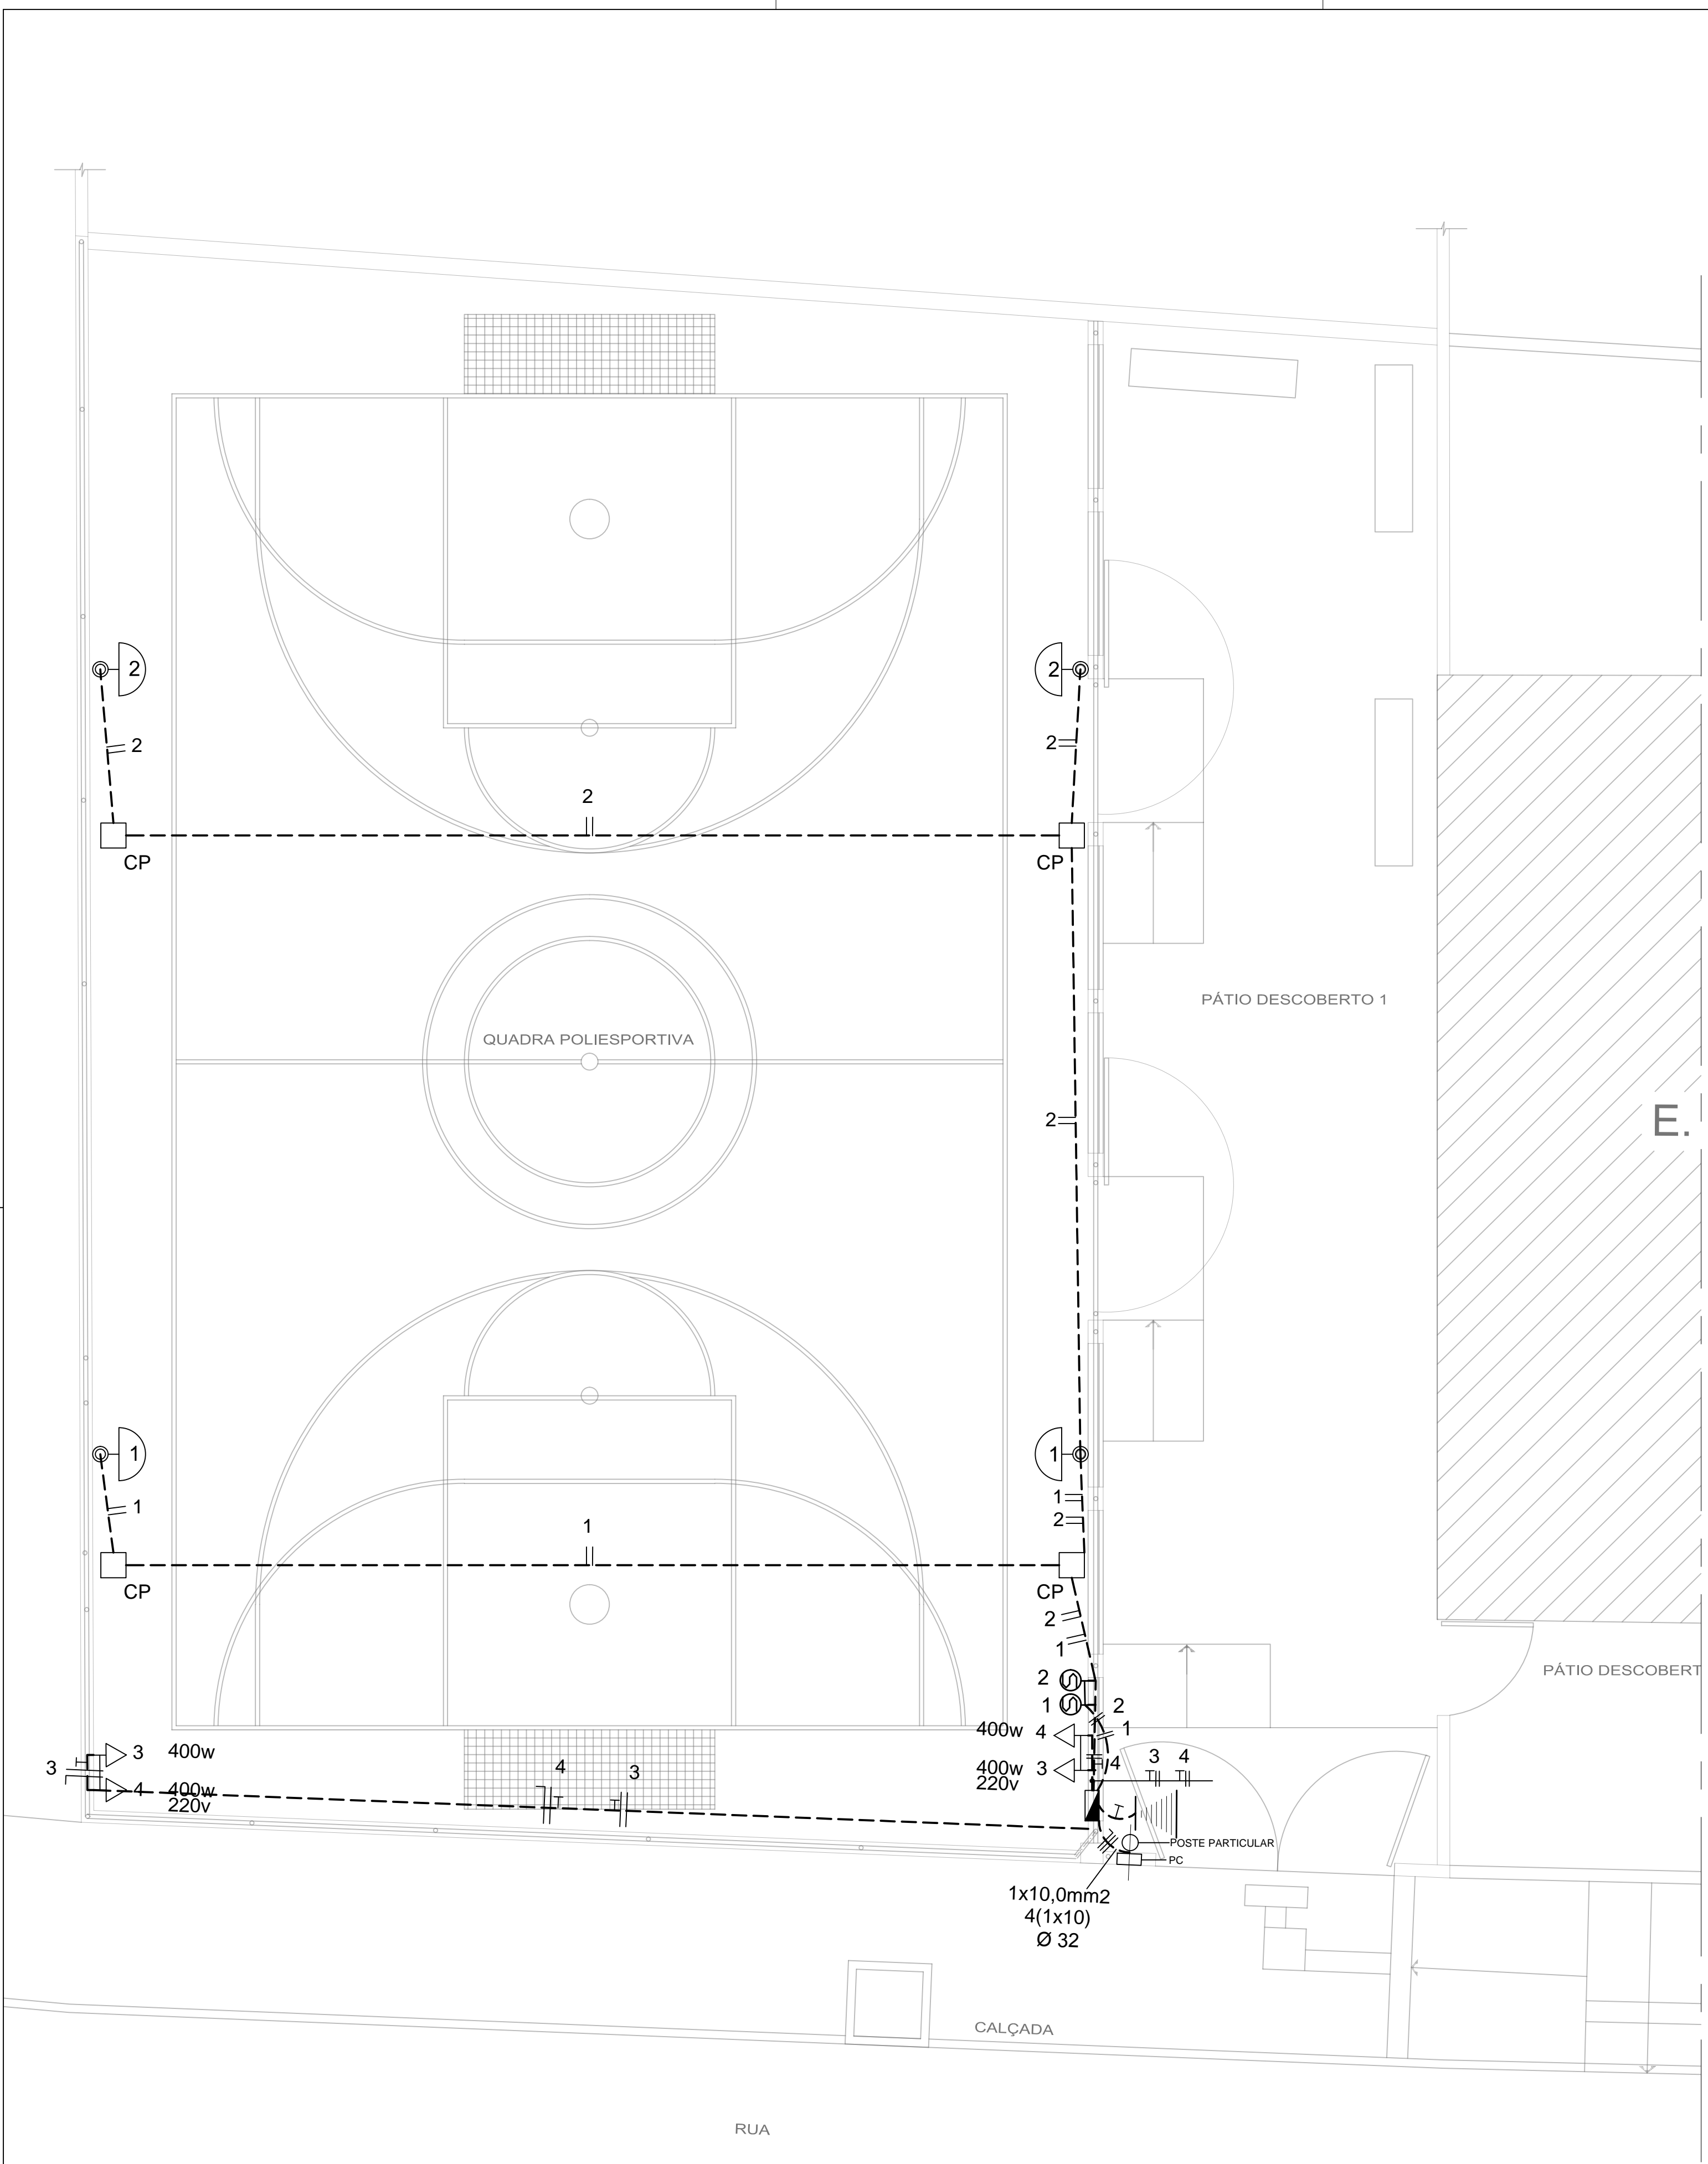 2
2
2
2
2
CP
CP
PÁTIO DESCOBERTO 1
QUADRA POLIESPORTIVA
2
E.
1
1
1
1
1
2
CP
CP
2
1
2
1
2
1
PÁTIO DESCOBERT
400w 4
3 400w
3
4
3 4
400w 3
220v
4 400w
220v
4
3
POSTE PARTICULAR
PC
1x10,0mm2
4(1x10)
Ø 32
CALÇADA
RUA